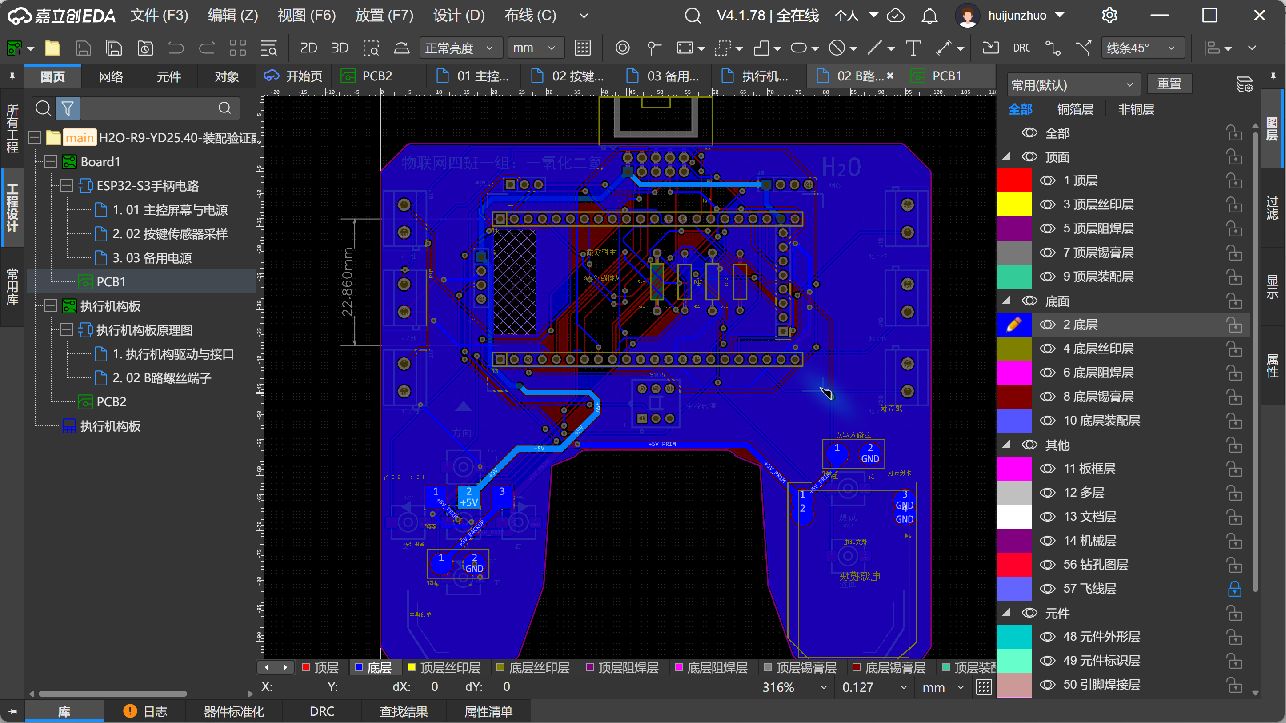 嘉立创EDA 文件 (F3) 编辑 (Z) 视图 (F6) 放置 (F7) 设计 (D) 布线 (C) V4.1.78 | 全在线 个人 huijunzhuo
2D 3D 正常亮度 mm DRC 线条45°
图页 网络 元件 对象
开始页 PCB2 01 主控... 02 按键... 03 备用... 执行机... 02 B路... PCB1
所有工程
工程设计
常用库
main H2O-R9-YD25.40-装配验证
Board1
ESP32-S3手柄电路
1. 01 主控屏幕与电源
2. 02 按键传感器采样
3. 03 备用电源
PCB1
执行机构板
执行机构板原理图
1. 执行机构驱动与接口
2. 02 B路螺丝端子
PCB2
执行机构板
物联网四班一组：一氧化二氢
H2O
22.860mm
方向
+5V_MAIN
1 2 3
+5V
1 2
GND
1 2
GND
1
2
3
GND
GND
常用(默认) 重置
全部 铜箔层 非铜层
全部
顶面
1 顶层
3 顶层丝印层
5 顶层阻焊层
7 顶层锡膏层
9 顶层装配层
底面
2 底层
4 底层丝印层
6 底层阻焊层
8 底层锡膏层
10 底层装配层
其他
11 板框层
12 多层
13 文档层
14 机械层
56 钻孔图层
57 飞线层
元件
48 元件外形层
49 元件标识层
50 引脚焊接层
图层
过滤
显示
属性
顶层 底层 顶层丝印层 底层丝印层 顶层阻焊层 底层阻焊层 顶层锡膏层 底层锡膏层 顶层装
X: Y: dX: 0 dY: 0 316% 0.127 mm
库 日志 器件标准化 DRC 查找结果 属性清单